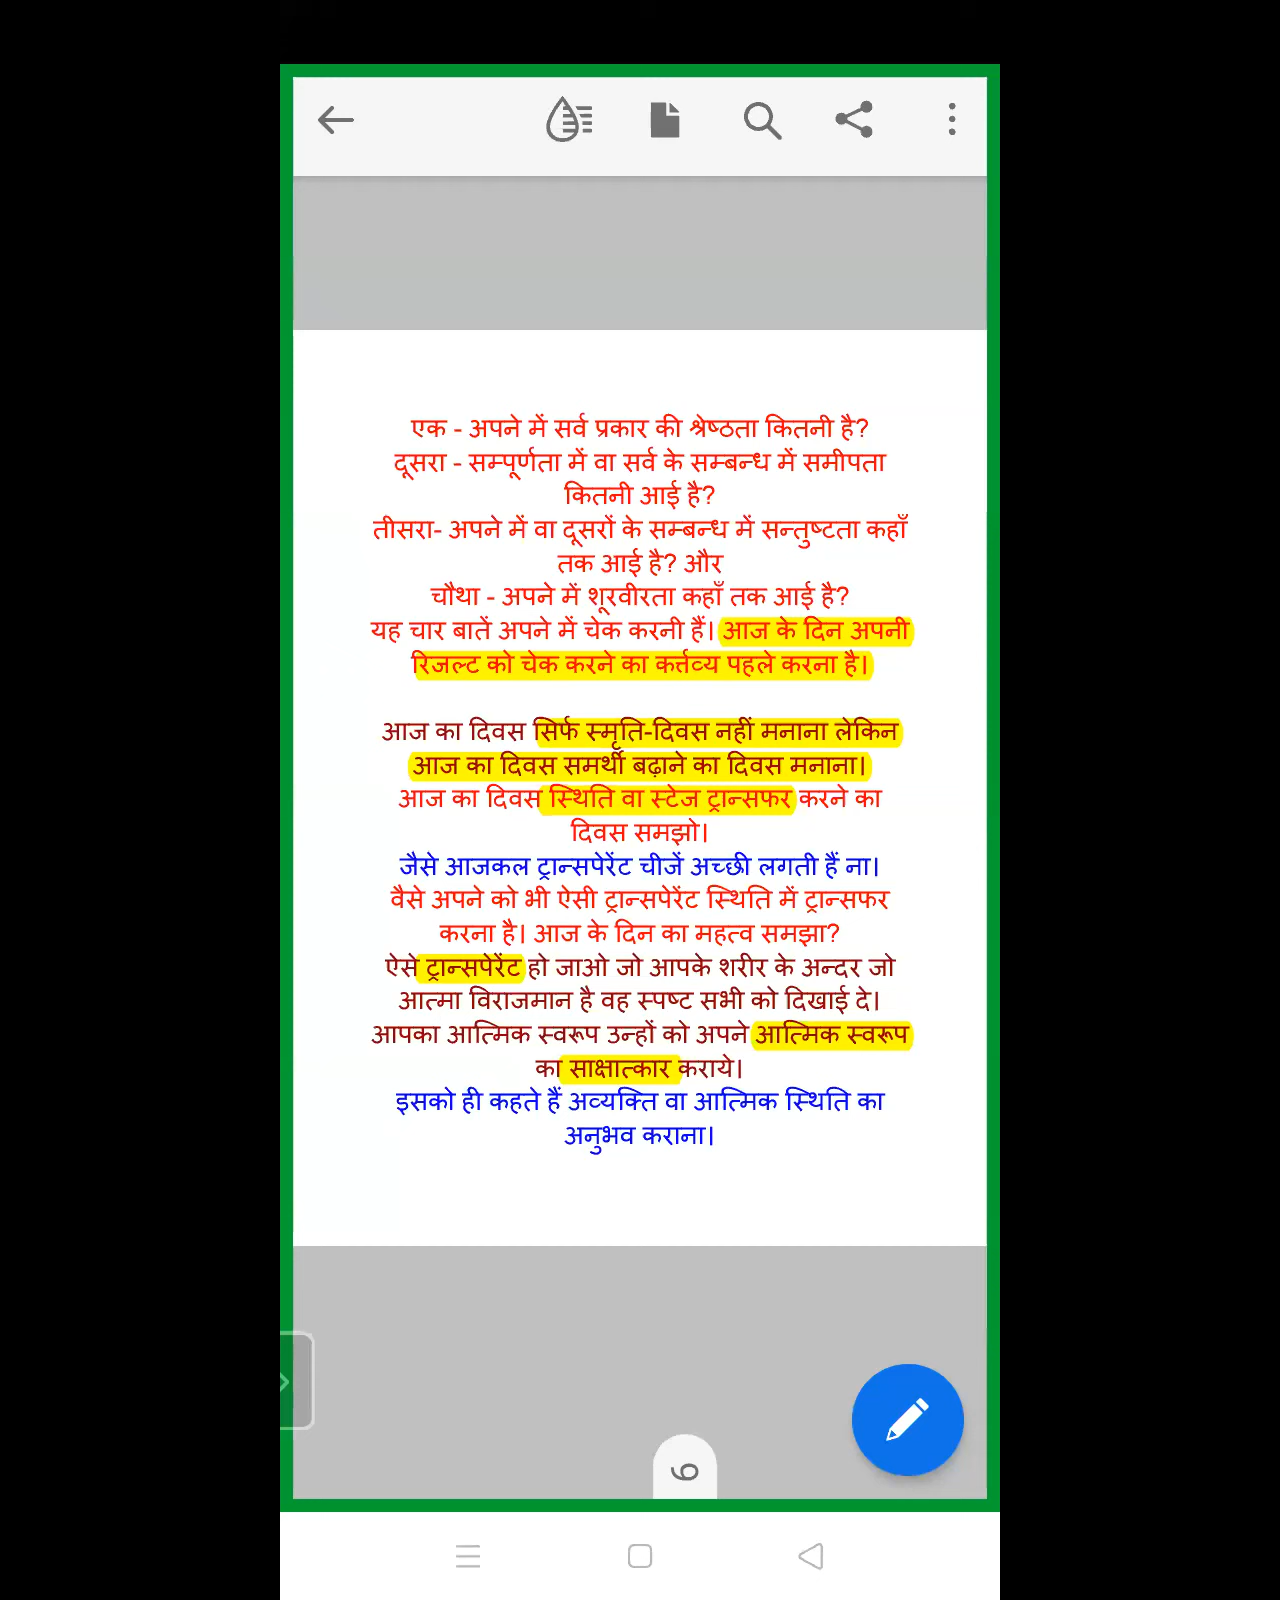 एक - अपने में सर्व प्रकार की श्रेष्ठता कितनी है?
दूसरा - सम्पूर्णता में वा सर्व के सम्बन्ध में समीपता
कितनी आई है?
तीसरा- अपने में वा दूसरों के सम्बन्ध में सन्तुष्टता कहाँ
तक आई है? और
चौथा - अपने में शूरवीरता कहाँ तक आई है?
यह चार बातें अपने में चेक करनी हैं। आज के दिन अपनी
रिजल्ट को चेक करने का कर्त्तव्य पहले करना है।
आज का दिवस सिर्फ स्मृति-दिवस नहीं मनाना लेकिन
आज का दिवस समर्थी बढ़ाने का दिवस मनाना।
आज का दिवस स्थिति वा स्टेज ट्रान्सफर करने का
दिवस समझो।
जैसे आजकल ट्रान्सपेरेंट चीजें अच्छी लगती हैं ना।
वैसे अपने को भी ऐसी ट्रान्सपेरेंट स्थिति में ट्रान्सफर
करना है। आज के दिन का महत्व समझा?
ऐसे ट्रान्सपेरेंट हो जाओ जो आपके शरीर के अन्दर जो
आत्मा विराजमान है वह स्पष्ट सभी को दिखाई दे।
आपका आत्मिक स्वरूप उन्हों को अपने आत्मिक स्वरूप
का साक्षात्कार कराये।
इसको ही कहते हैं अव्यक्ति वा आत्मिक स्थिति का
अनुभव कराना।
6